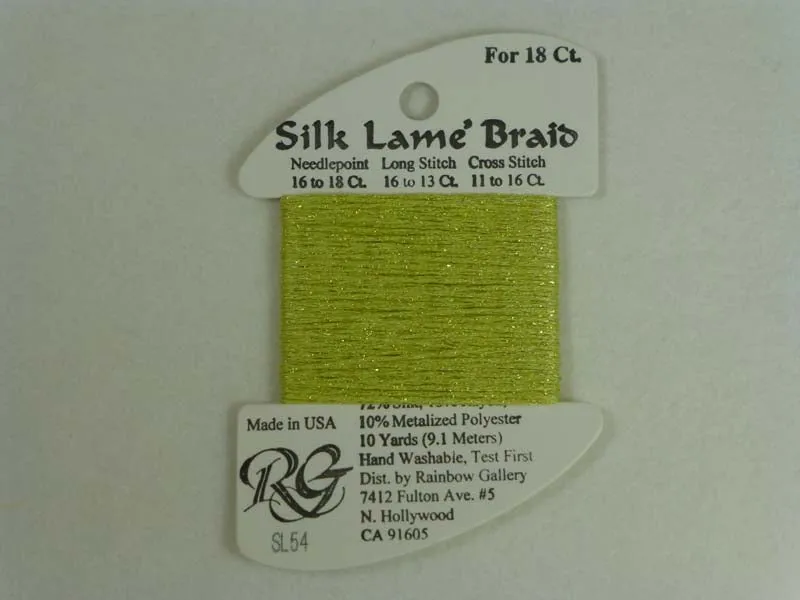 For 18 Ct.
Silk Lame' Braid
Needlepoint Long Stitch Cross Stitch
16 to 18 Ct. 16 to 13 Ct. 11 to 16 Ct.
Made in USA
RG
SL54
10% Metalized Polyester
10 Yards (9.1 Meters)
Hand Washable, Test First
Dist. by Rainbow Gallery
7412 Fulton Ave. #5
N. Hollywood
CA 91605